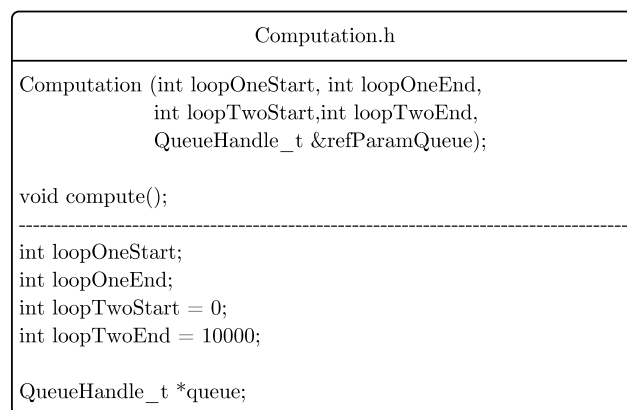 Computation.h
Computation (int loopOneStart, int loopOneEnd,
int loopTwoStart,int loopTwoEnd,
QueueHandle_t &refParamQueue);
void compute();
int loopOneStart;
int loopOneEnd;
int loopTwoStart = 0;
int loopTwoEnd = 10000;
QueueHandle_t *queue;